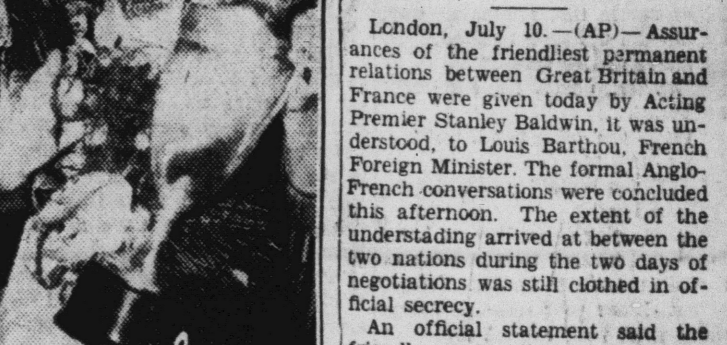 London, July 10.—(AP)—Assur-
ances of the friendliest permanent
relations between Great Britain and
France were given today by Acting
Premier Stanley Baldwin, it was un-
derstood, to Louis Barthou, French
Foreign Minister. The formal Anglo-
French conversations were concluded
this afternoon. The extent of the
understading arrived at between the
two nations during the two days of
negotiations was still clothed in of-
ficial secrecy.
An official statement said the